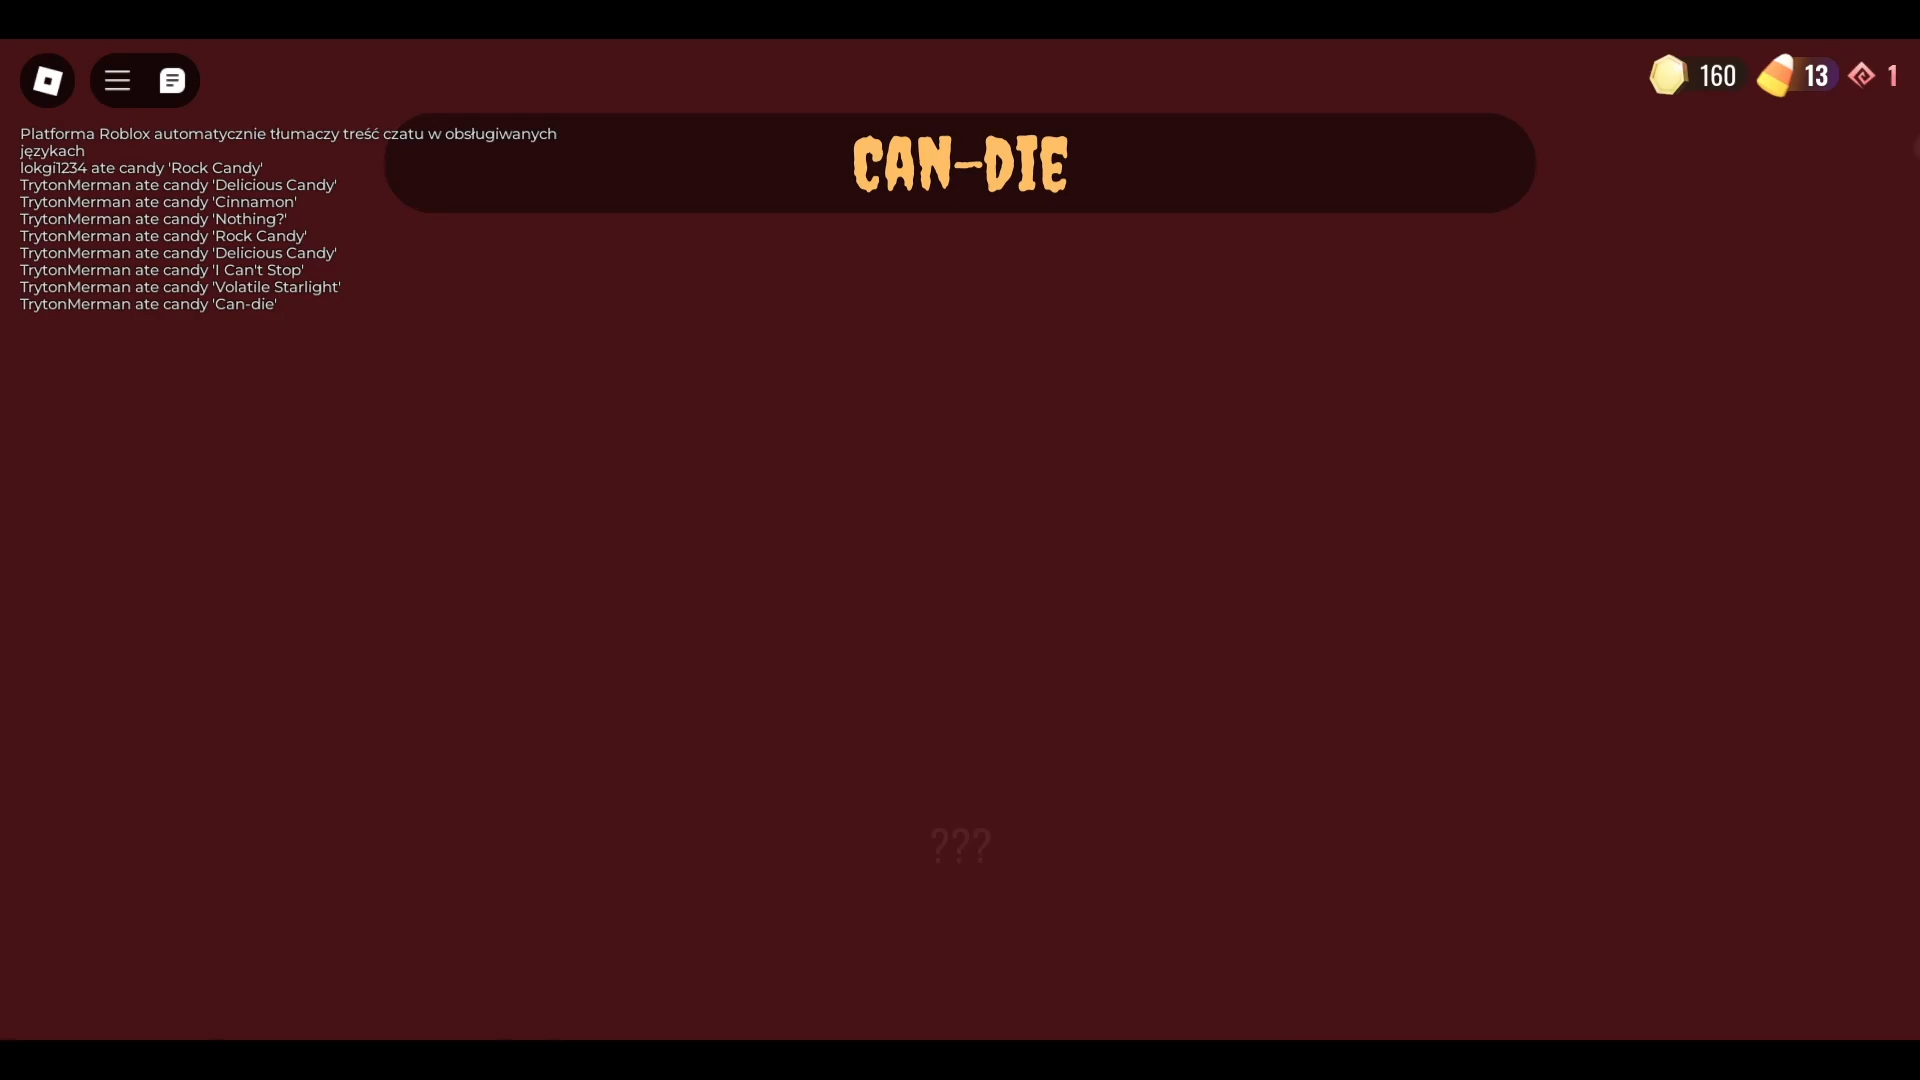 160
13
1
CAN-DIE
Platforma Roblox automatycznie tłumaczy treść czatu w obsługiwanych
językach
lokgi1234 ate candy 'Rock Candy'
TrytonMerman ate candy 'Delicious Candy'
TrytonMerman ate candy 'Cinnamon'
TrytonMerman ate candy 'Nothing?'
TrytonMerman ate candy 'Rock Candy'
TrytonMerman ate candy 'Delicious Candy'
TrytonMerman ate candy 'I Can't Stop'
TrytonMerman ate candy 'Volatile Starlight'
TrytonMerman ate candy 'Can-die'
???